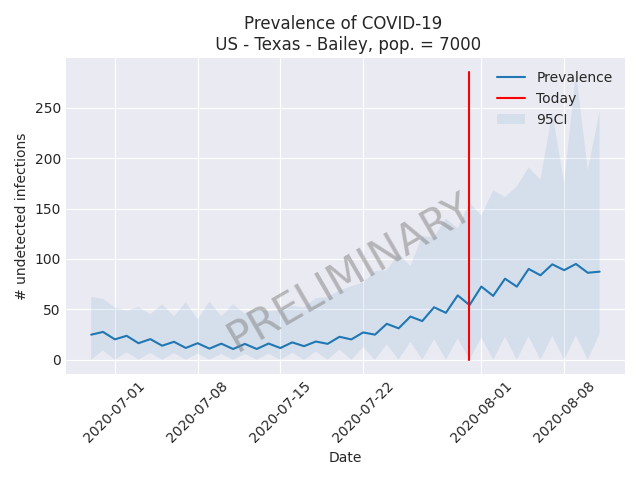 Prevalence of COVID-19
US - Texas - Bailey, pop. = 7000
Prevalence
Today
95CI
# undetected infections
250
200
150
100
50
0
PRELIMINARY
2020-07-01
2020-07-08
2020-07-15
2020-07-22
2020-08-01
2020-08-08
Date